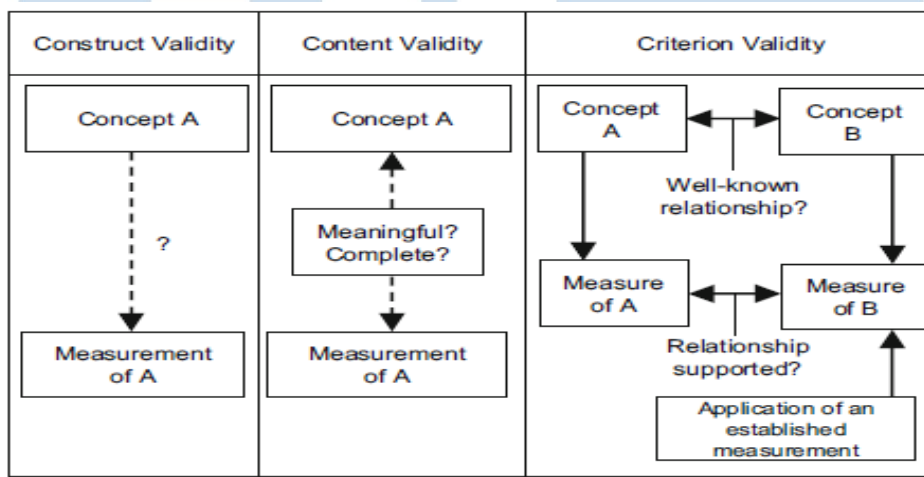 Construct Validity
Content Validity
Criterion Validity
Concept A
?
Measurement
of A
Concept A
Meaningful?
Complete?
Measurement
of A
Concept
A
Concept
B
Well-known
relationship?
Measure
of A
Measure
of B
Relationship
supported?
Application of an
established
measurement